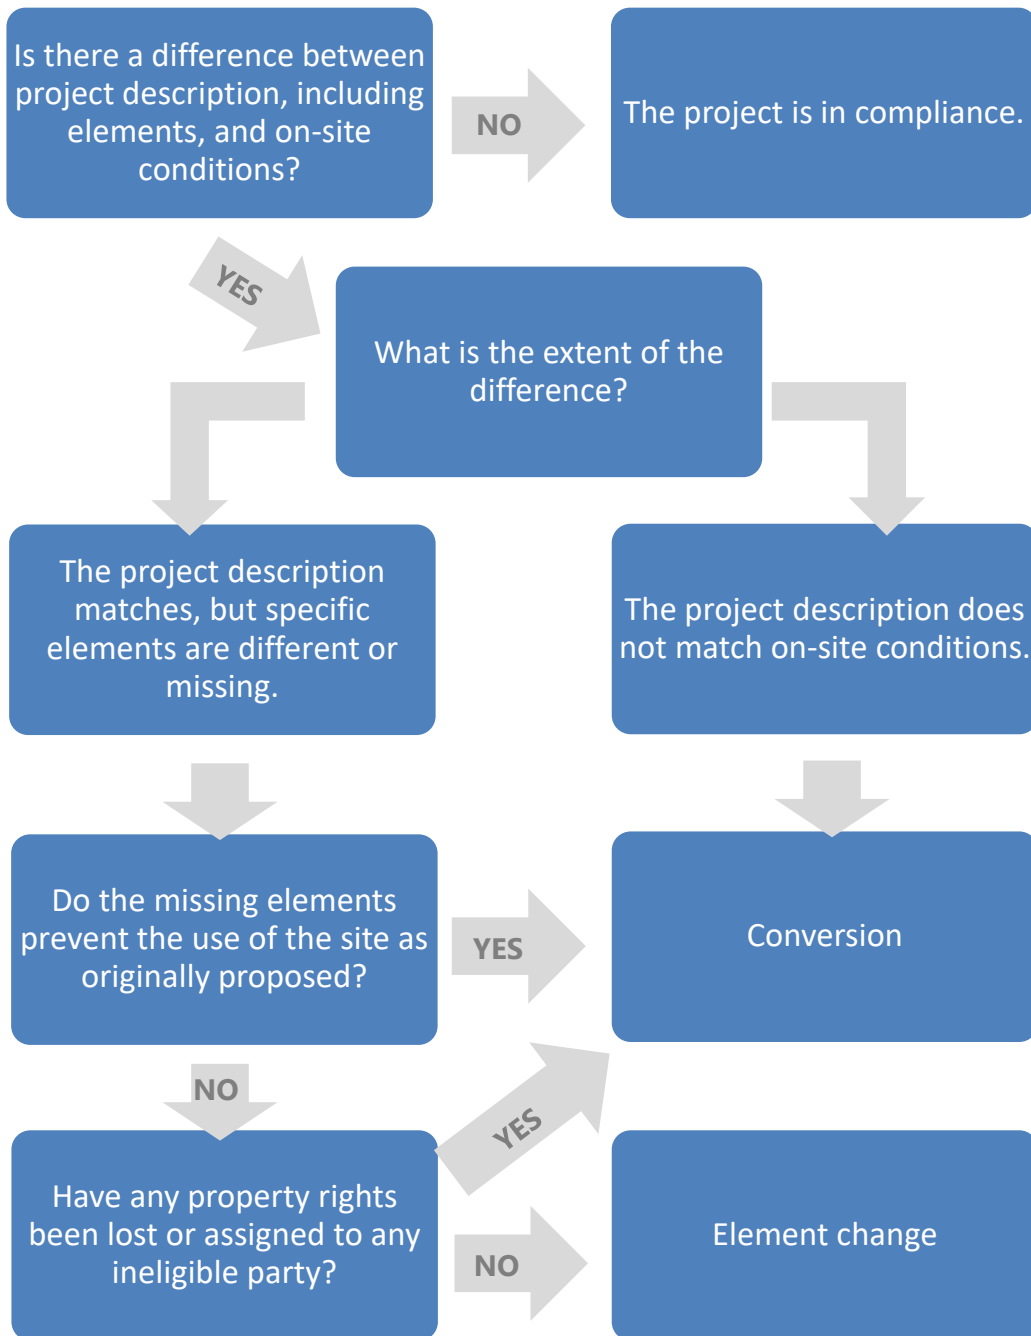 Is there a difference between
project description, including
elements, and on-site
conditions?
NO
The project is in compliance.
YES
What is the extent of the
difference?
The project description
matches, but specific
elements are different or
missing.
The project description does
not match on-site conditions.
Do the missing elements
prevent the use of the site as
originally proposed?
YES
Conversion
NO
YES
Have any property rights
been lost or assigned to any
ineligible party?
NO
Element change